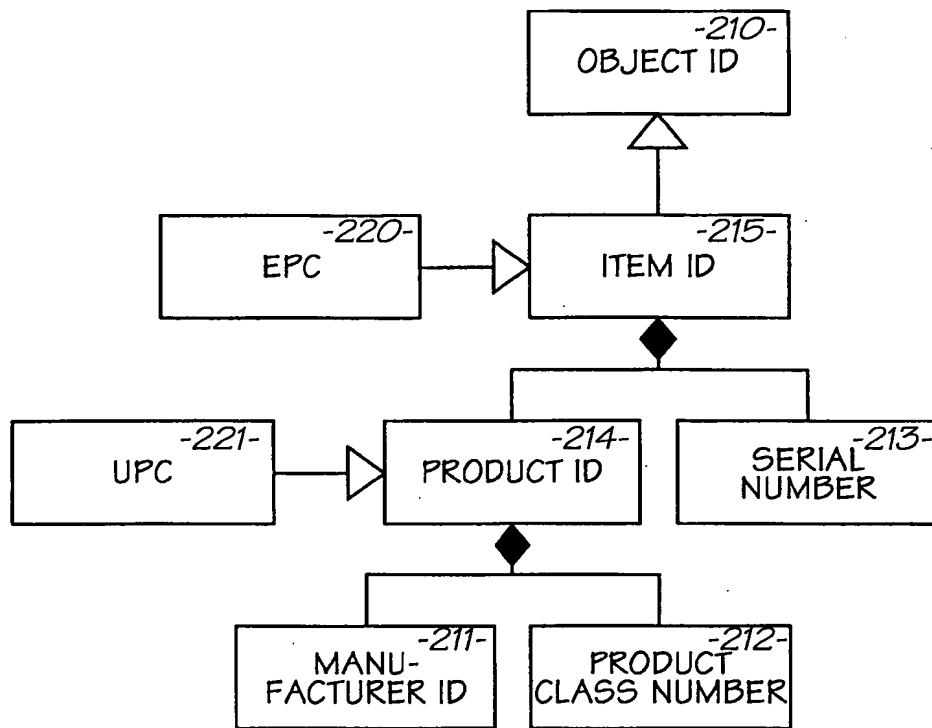 -210-
OBJECT ID
-220-
EPC
-215-
ITEM ID
-221-
UPC
-214-
PRODUCT ID
-213-
SERIAL
NUMBER
-211-
MANU-
FACTURER ID
-212-
PRODUCT
CLASS NUMBER